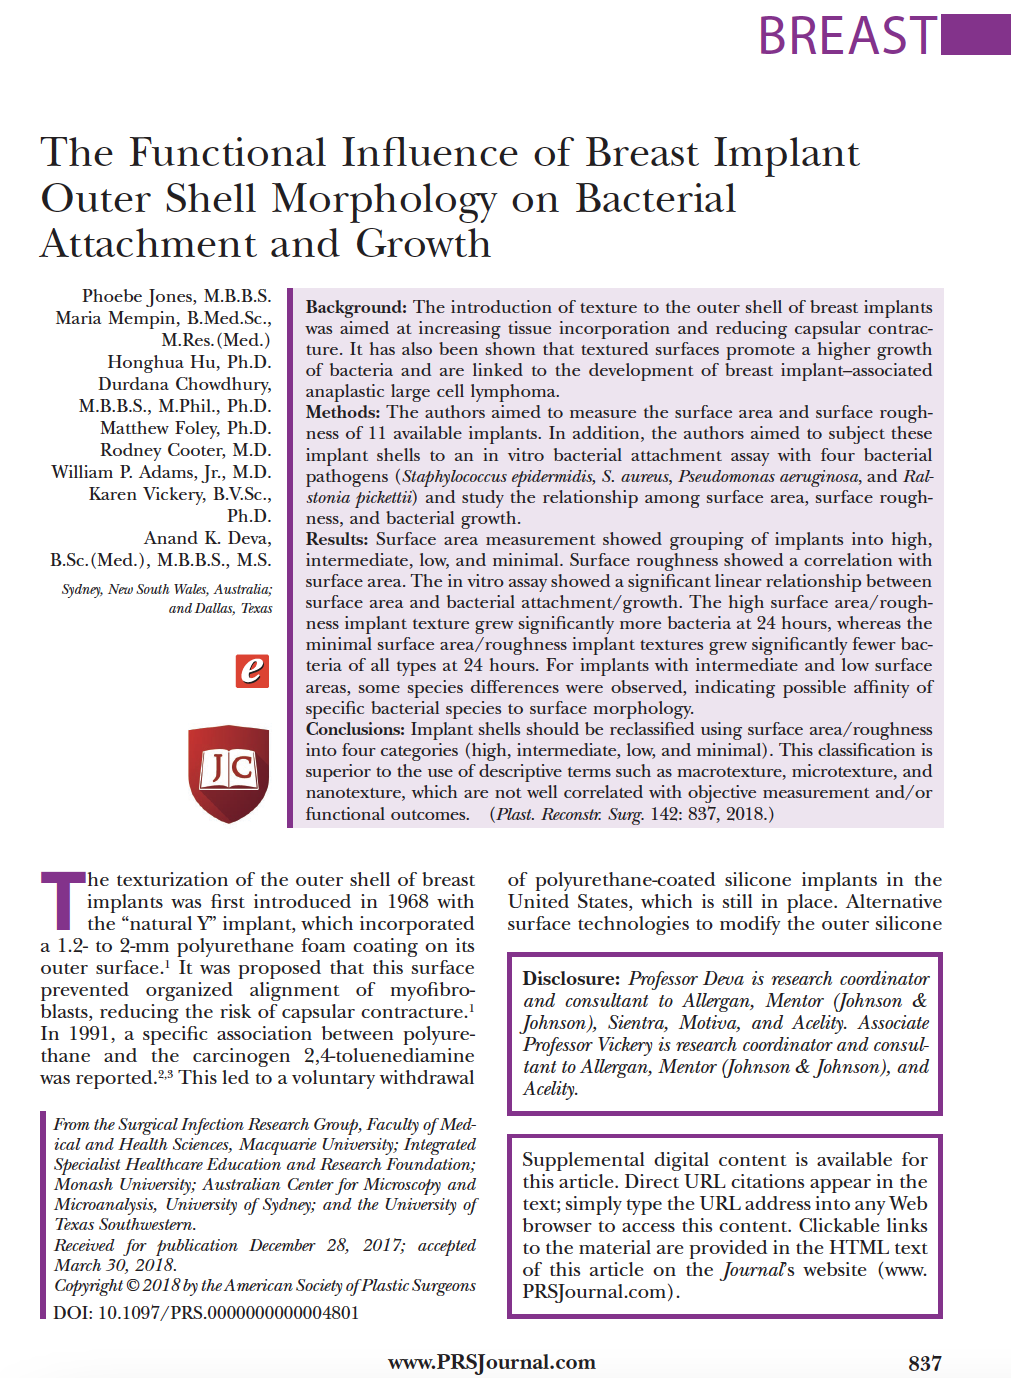 BREAST
The Functional Influence of Breast Implant
Outer Shell Morphology on Bacterial
Attachment and Growth
Phoebe Jones, M.B.B.S.
Maria Mempin, B.Med.Sc.,
M.Res.(Med.)
Honghua Hu, Ph.D.
Durdana Chowdhury,
M.B.B.S., M.Phil., Ph.D.
Matthew Foley, Ph.D.
Rodney Cooter, M.D.
William P. Adams, Jr., M.D.
Karen Vickery, B.V.Sc.,
Ph.D.
Anand K. Deva,
B.Sc.(Med.), M.B.B.S., M.S.
Sydney, New South Wales, Australia;
and Dallas, Texas
e
JC
Background: The introduction of texture to the outer shell of breast implants
was aimed at increasing tissue incorporation and reducing capsular contrac-
ture. It has also been shown that textured surfaces promote a higher growth
of bacteria and are linked to the development of breast implant–associated
anaplastic large cell lymphoma.
Methods: The authors aimed to measure the surface area and surface rough-
ness of 11 available implants. In addition, the authors aimed to subject these
implant shells to an in vitro bacterial attachment assay with four bacterial
pathogens (Staphylococcus epidermidis, S. aureus, Pseudomonas aeruginosa, and Ral-
stonia pickettii) and study the relationship among surface area, surface rough-
ness, and bacterial growth.
Results: Surface area measurement showed grouping of implants into high,
intermediate, low, and minimal. Surface roughness showed a correlation with
surface area. The in vitro assay showed a significant linear relationship between
surface area and bacterial attachment/growth. The high surface area/rough-
ness implant texture grew significantly more bacteria at 24 hours, whereas the
minimal surface area/roughness implant textures grew significantly fewer bac-
teria of all types at 24 hours. For implants with intermediate and low surface
areas, some species differences were observed, indicating possible affinity of
specific bacterial species to surface morphology.
Conclusions: Implant shells should be reclassified using surface area/roughness
into four categories (high, intermediate, low, and minimal). This classification is
superior to the use of descriptive terms such as macrotexture, microtexture, and
nanotexture, which are not well correlated with objective measurement and/or
functional outcomes. (Plast. Reconstr. Surg. 142: 837, 2018.)
The texturization of the outer shell of breast
implants was first introduced in 1968 with
the “natural Y” implant, which incorporated
a 1.2- to 2-mm polyurethane foam coating on its
outer surface.1 It was proposed that this surface
prevented organized alignment of myofibro-
blasts, reducing the risk of capsular contracture.1
In 1991, a specific association between polyure-
thane and the carcinogen 2,4-toluenediamine
was reported.2,3 This led to a voluntary withdrawal
From the Surgical Infection Research Group, Faculty of Med-
ical and Health Sciences, Macquarie University; Integrated
Specialist Healthcare Education and Research Foundation;
Monash University; Australian Center for Microscopy and
Microanalysis, University of Sydney; and the University of
Texas Southwestern.
Received for publication December 28, 2017; accepted
March 30, 2018.
Copyright © 2018 by the American Society of Plastic Surgeons
DOI: 10.1097/PRS.0000000000004801
of polyurethane-coated silicone implants in the
United States, which is still in place. Alternative
surface technologies to modify the outer silicone
Disclosure: Professor Deva is research coordinator
and consultant to Allergan, Mentor (Johnson &
Johnson), Sientra, Motiva, and Acelity. Associate
Professor Vickery is research coordinator and consul-
tant to Allergan, Mentor (Johnson & Johnson), and
Acelity.
Supplemental digital content is available for
this article. Direct URL citations appear in the
text; simply type the URL address into any Web
browser to access this content. Clickable links
to the material are provided in the HTML text
of this article on the Journal's website (www.
PRSJournal.com).
www.PRSJournal.com
837